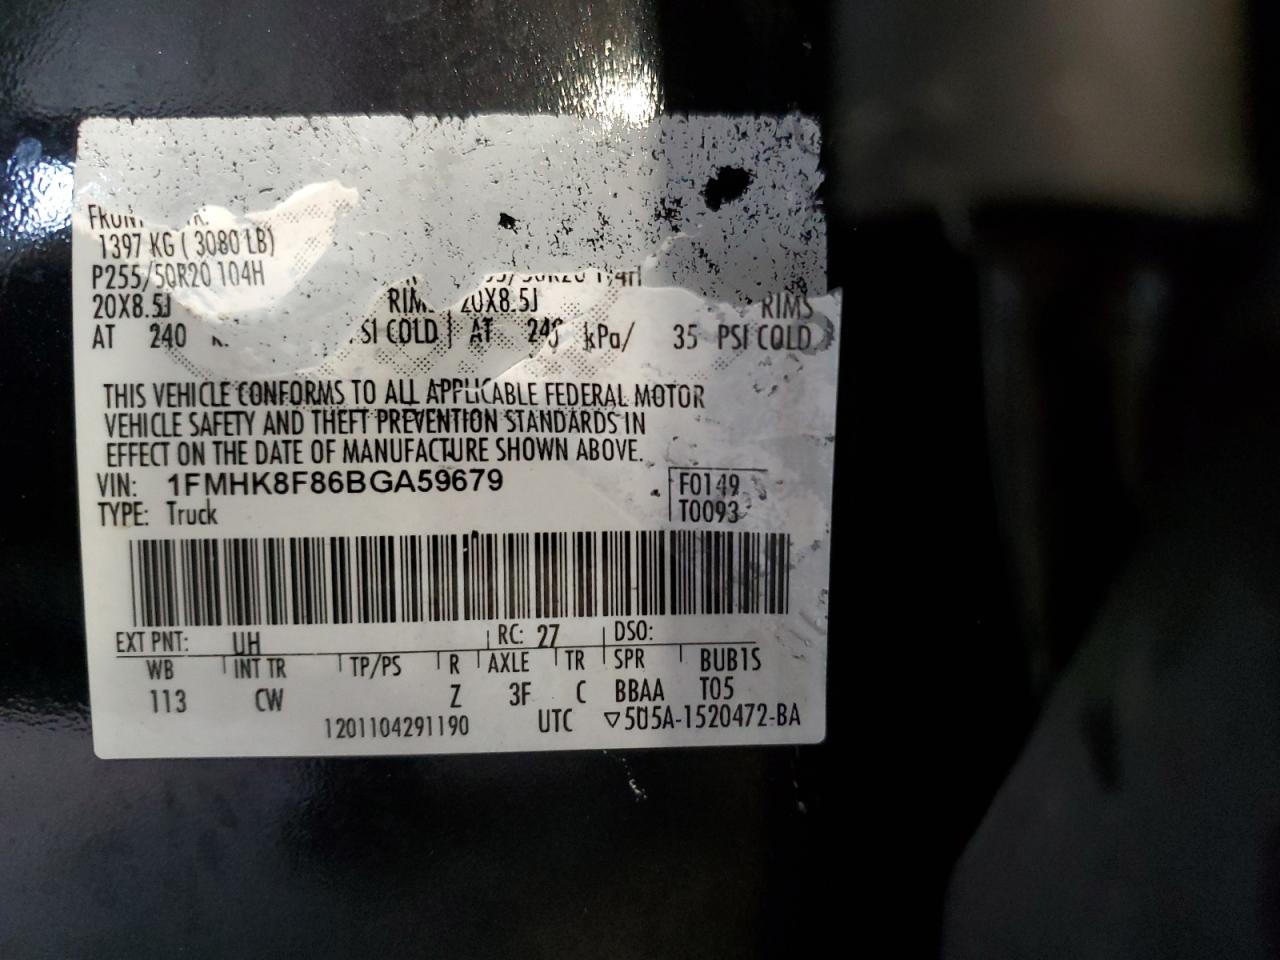 1397 KG ( 3080 LB)
P255/50R20 104H
20X8.5J RIM 20X8.5J RIMS
AT 240 SI COLD AT 240 kPa/ 35 PSI COLD
THIS VEHICLE CONFORMS TO ALL APPLICABLE FEDERAL MOTOR
VEHICLE SAFETY AND THEFT PREVENTION STANDARDS IN
EFFECT ON THE DATE OF MANUFACTURE SHOWN ABOVE.
VIN: 1FMHK8F86BGA59679
F0149
TYPE: Truck
T0093
EXT PNT: UH RC: 27 DSO:
WB INT TR TP/PS R AXLE TR SPR BUB1S
113 CW Z 3F C BBAA T05
1201104291190 UTC ▽5U5A-1520472-BA